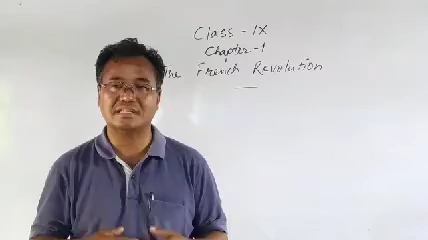 Class - IX
Chapter - 1
The French Revolution